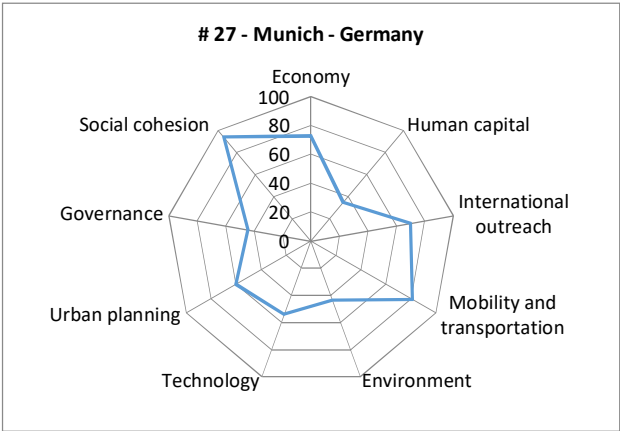 # 27 - Munich - Germany
Economy
Human capital
International
outreach
Mobility and
transportation
Environment
Technology
Urban planning
Governance
Social cohesion
100
80
60
40
20
0